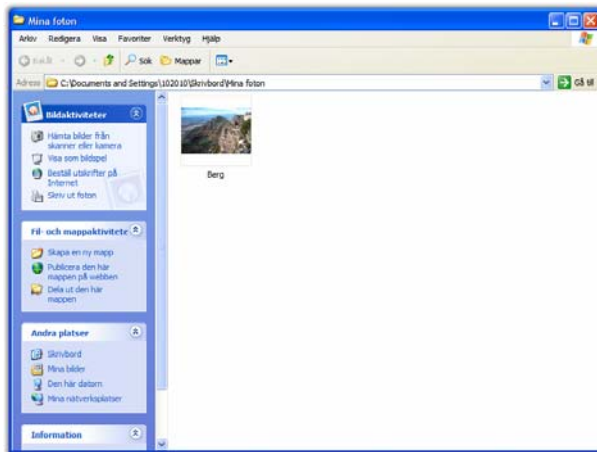 Mina foton
Arkiv Redigera Visa Favoriter Verktyg Hjälp
Bakåt Sök Mappar
Adress C:\Documents and Settings\102010\Skrivbord\Mina foton Gå till
Bildaktiviteter
Hämta bilder från
skanner eller kamera
Visa som bildspel
Beställ utskrifter på
Internet
Skriv ut foton
Berg
Fil- och mappaktivitete
Skapa en ny mapp
Publicera den här
mappen på webben
Dela ut den här
mappen
Andra platser
Skrivbord
Mina bilder
Den här datorn
Mina nätverksplatser
Information